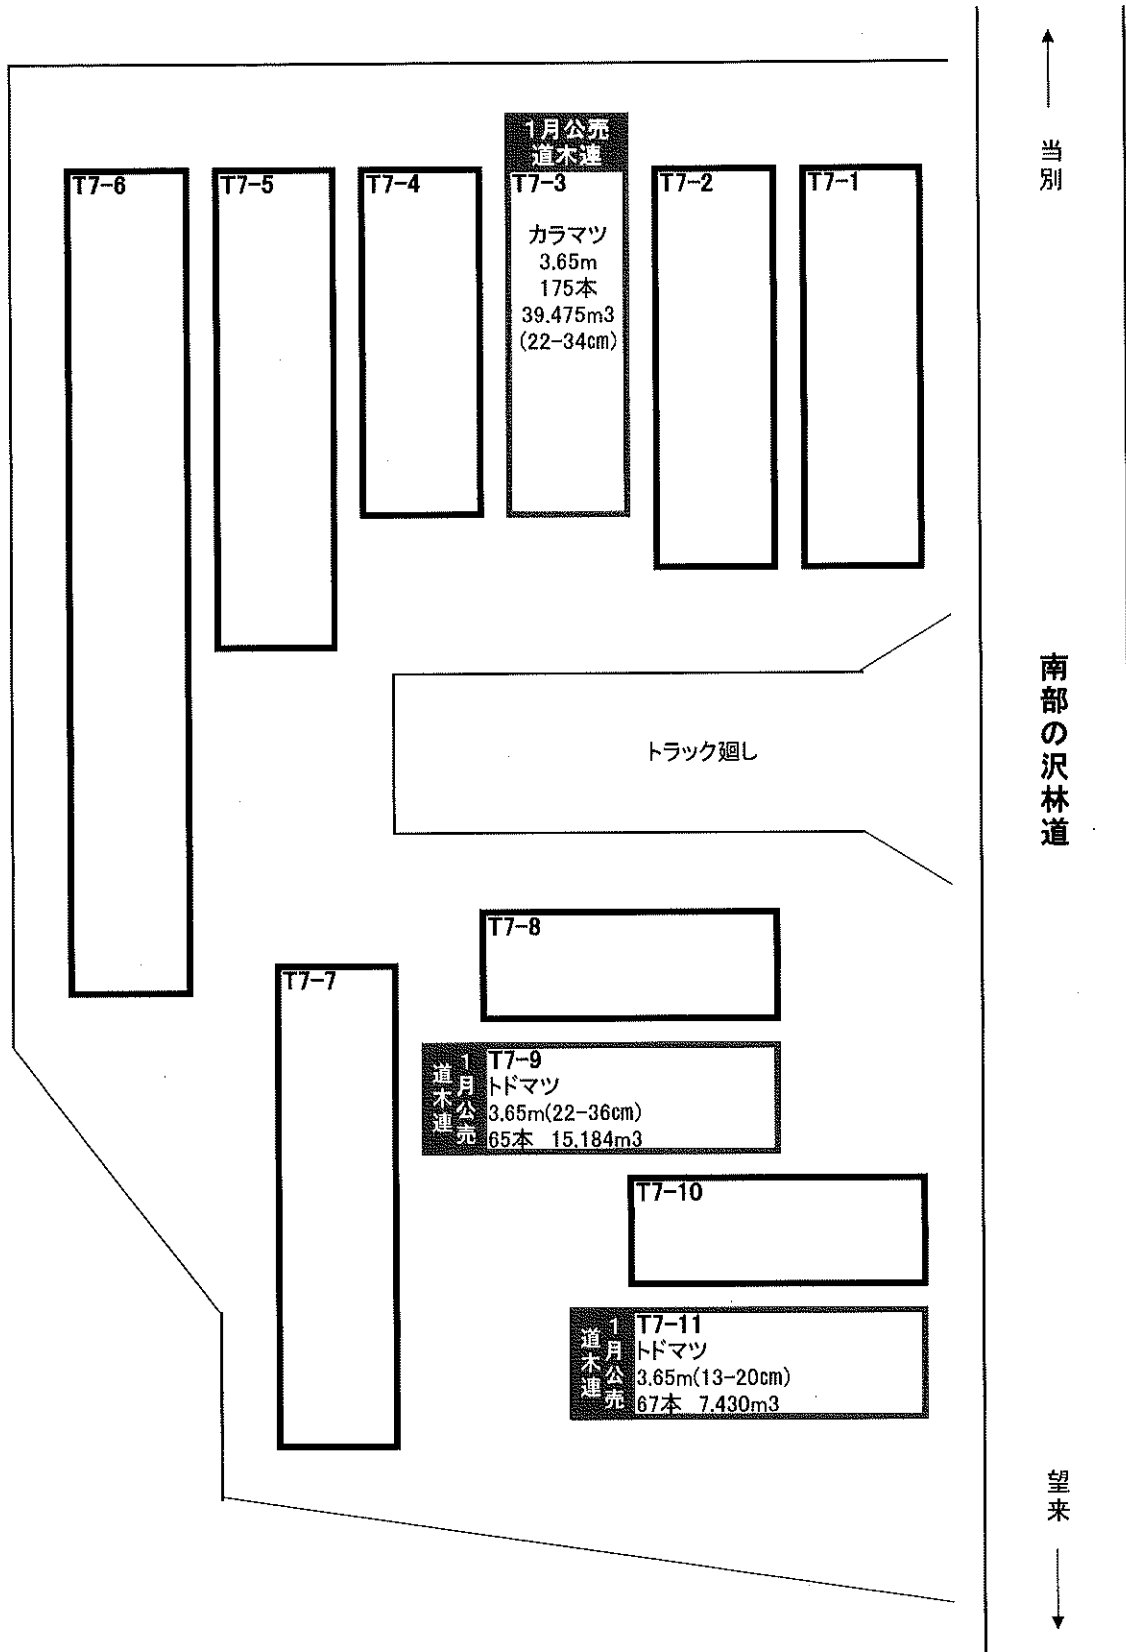 ↑
当別
1月公売
道木連
T7-6
T7-5
T7-4
T7-3
T7-2
T7-1
カラマツ
3.65m
175本
39.475m3
(22-34cm)
南部の沢林道
トラック廻し
T7-8
T7-7
1月公売
道木連
T7-9
トドマツ
3.65m(22-36cm)
65本 15.184m3
T7-10
1月公売
道木連
T7-11
トドマツ
3.65m(13-20cm)
67本 7.430m3
望来
↓